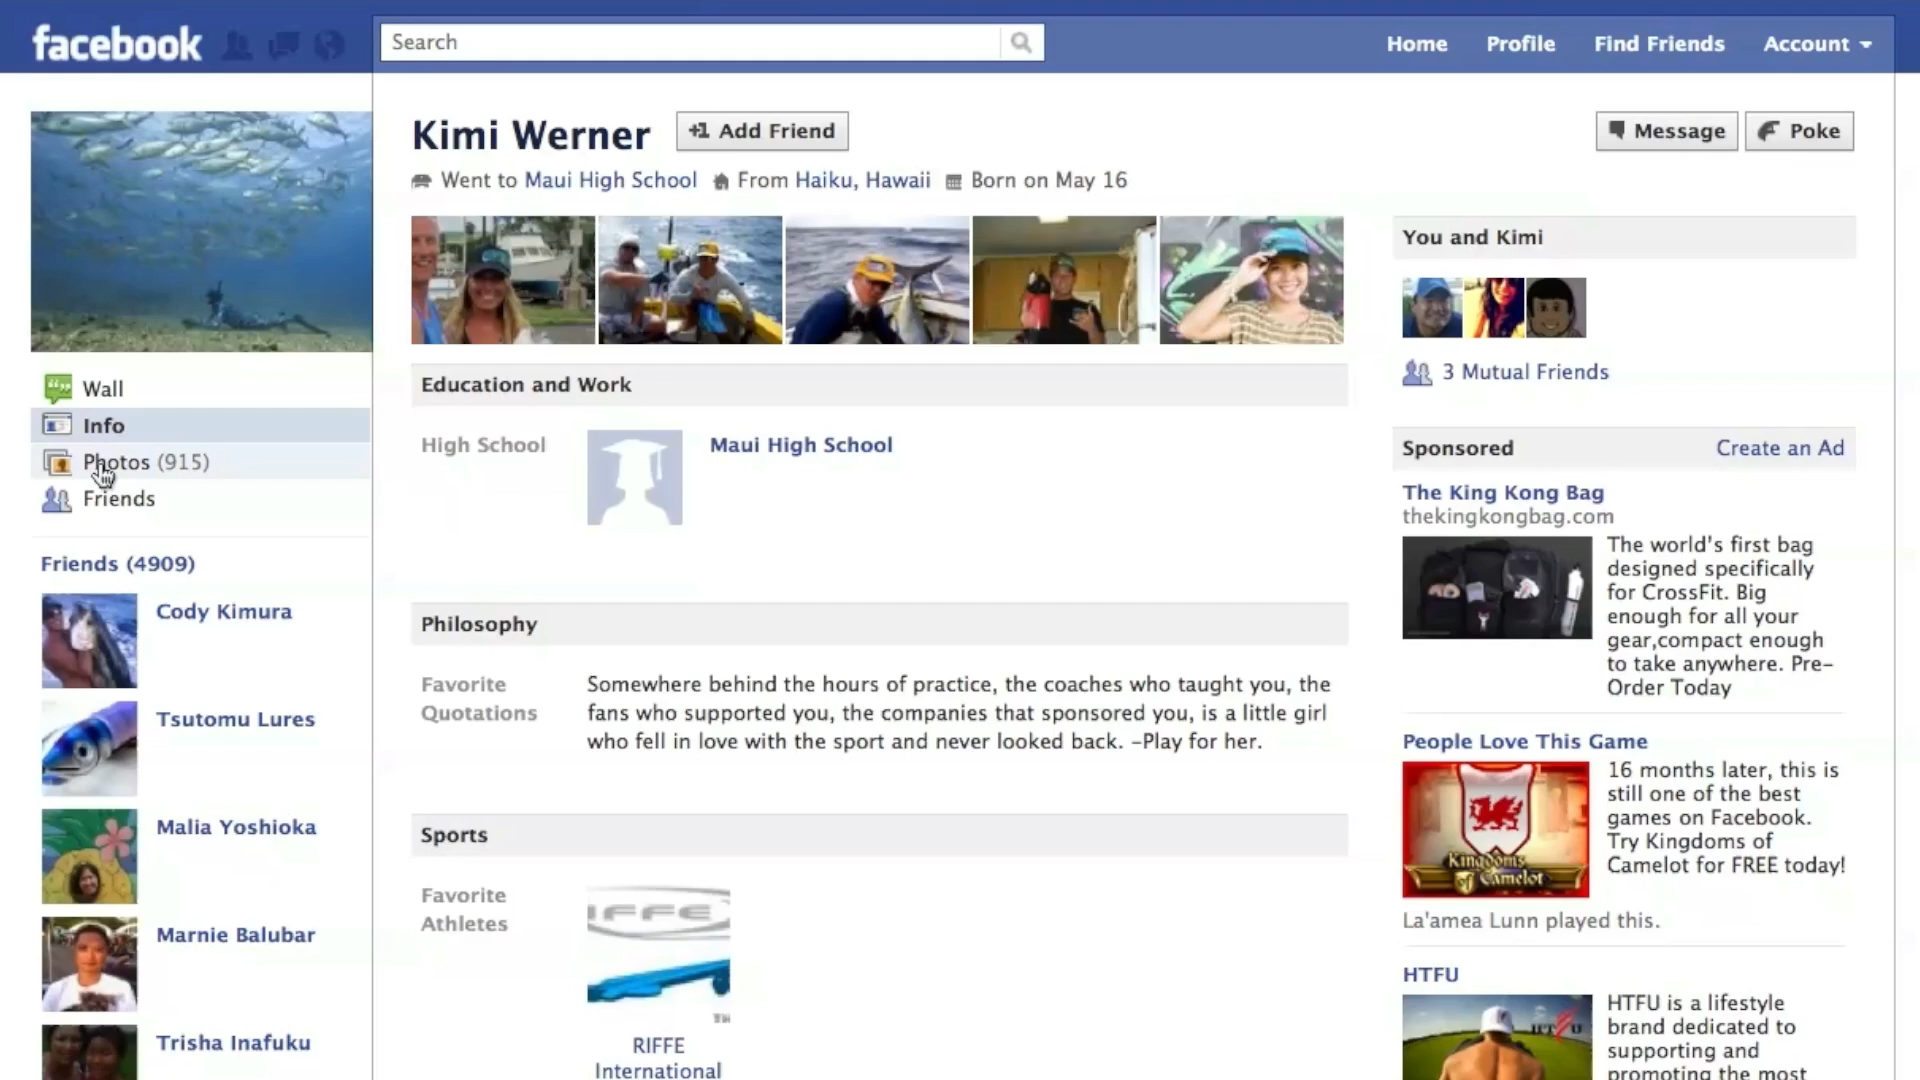 facebook
Search
Home Profile Find Friends Account
Kimi Werner
+1 Add Friend
Message
Poke
Went to Maui High School From Haiku, Hawaii Born on May 16
You and Kimi
3 Mutual Friends
Wall
Info
Photos (915)
Friends
Friends (4909)
Cody Kimura
Tsutomu Lures
Malia Yoshioka
Marnie Balubar
Trisha Inafuku
Education and Work
High School
Maui High School
Philosophy
Favorite
Quotations
Somewhere behind the hours of practice, the coaches who taught you, the
fans who supported you, the companies that sponsored you, is a little girl
who fell in love with the sport and never looked back. -Play for her.
Sports
Favorite
Athletes
IFFE
RIFFE
International
Sponsored
Create an Ad
The King Kong Bag
thekingkongbag.com
The world's first bag
designed specifically
for CrossFit. Big
enough for all your
gear,compact enough
to take anywhere. Pre-
Order Today
People Love This Game
Kingdoms
of Camelot
16 months later, this is
still one of the best
games on Facebook.
Try Kingdoms of
Camelot for FREE today!
La'amea Lunn played this.
HTFU
HTFU
HTFU is a lifestyle
brand dedicated to
supporting and
promoting the most